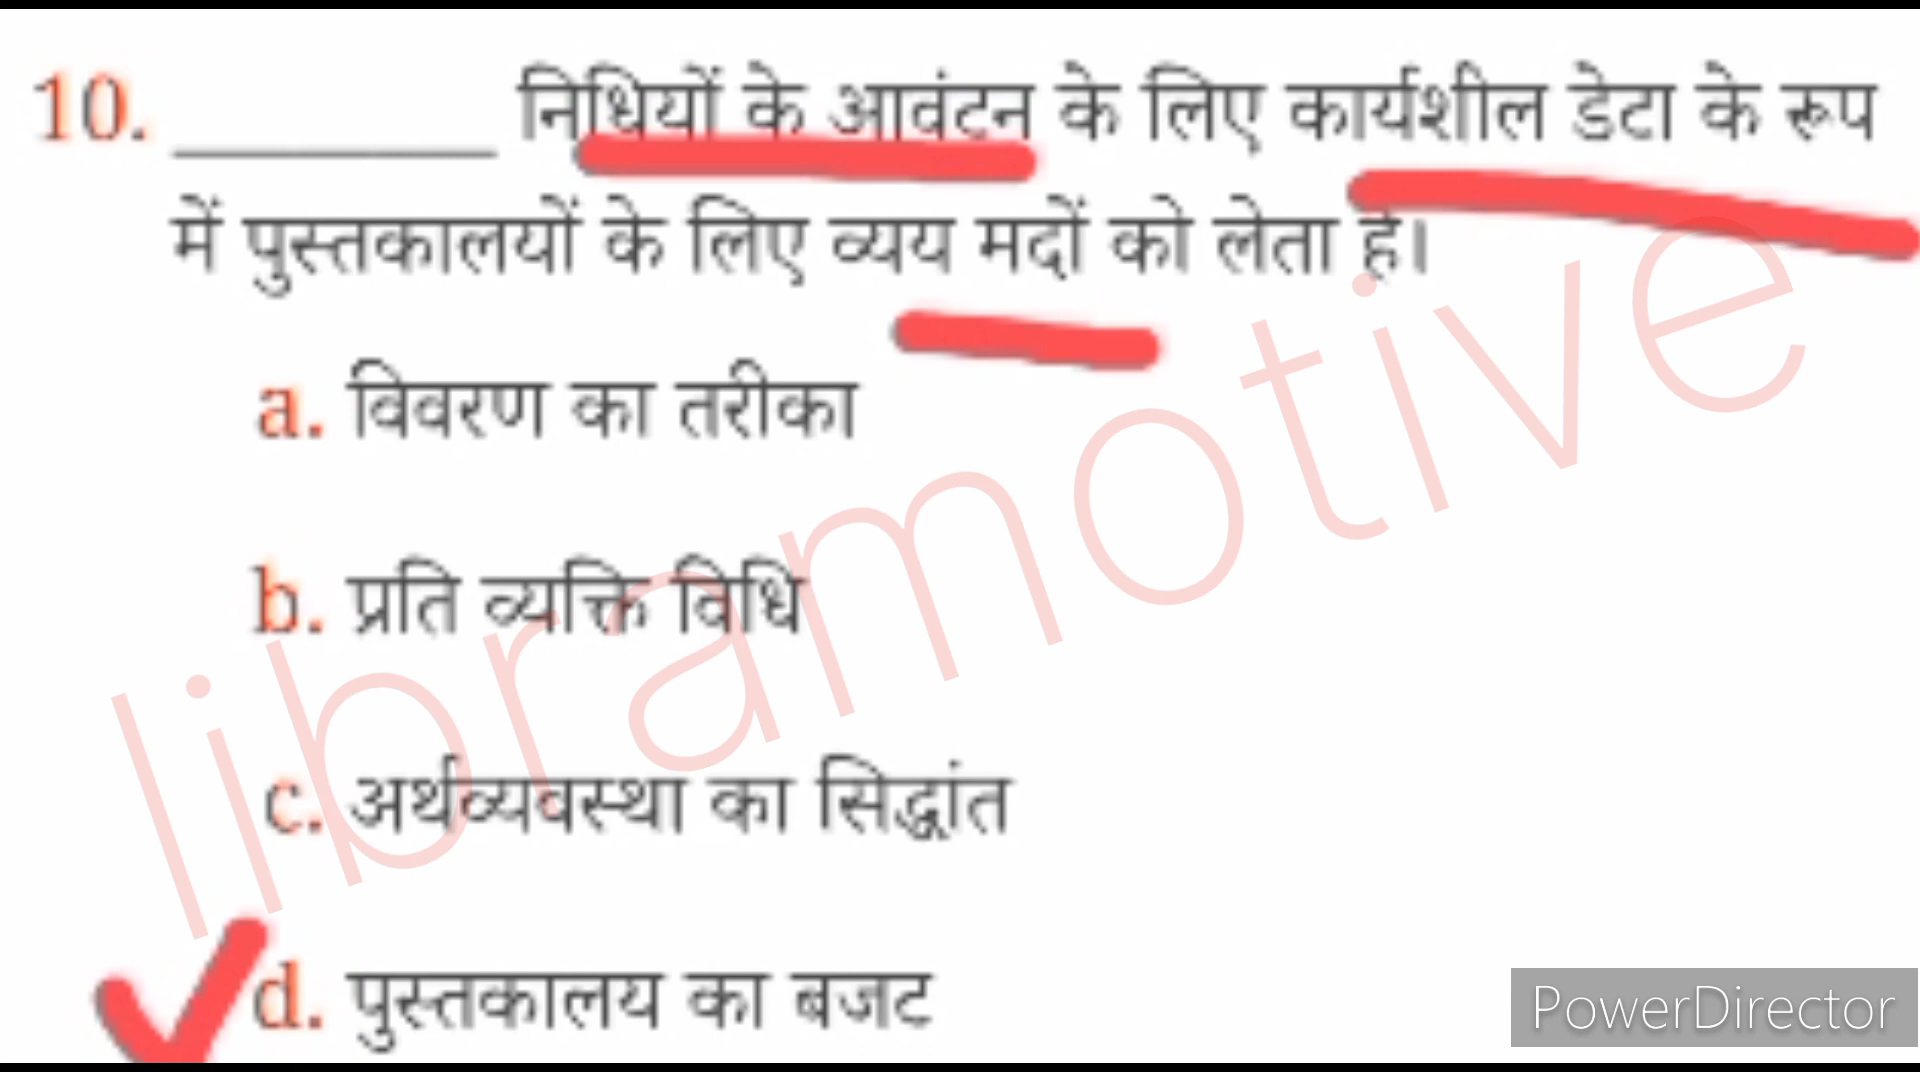 10. ________ निधियों के आवंटन के लिए कार्यशील डेटा के रूप
में पुस्तकालयों के लिए व्यय मदों को लेता है।
a. विवरण का तरीका
b. प्रति व्यक्ति विधि
c. अर्थव्यवस्था का सिद्धांत
d. पुस्तकालय का बजट
libramotive
PowerDirector